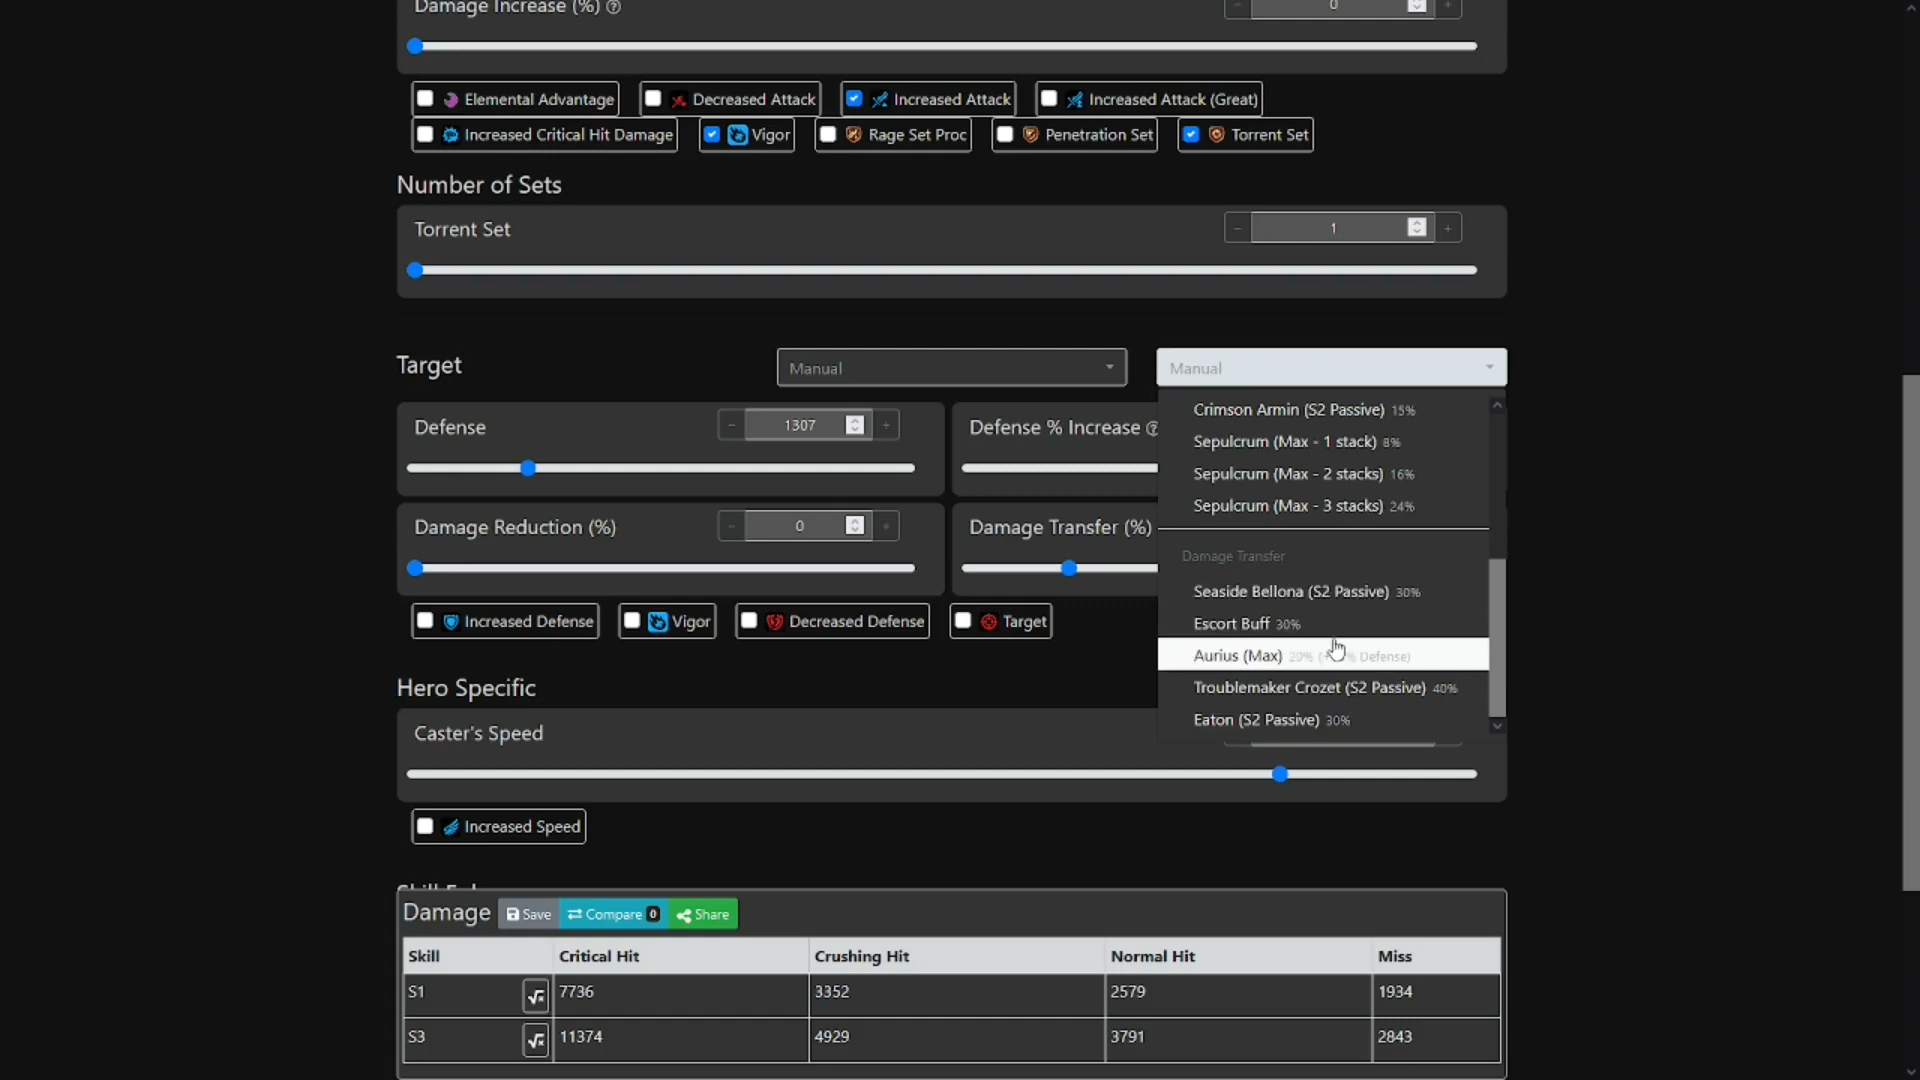 Damage Increase (%)
0
Elemental Advantage
Decreased Attack
Increased Attack
Increased Attack (Great)
Increased Critical Hit Damage
Vigor
Rage Set Proc
Penetration Set
Torrent Set
Number of Sets
Torrent Set
- 1 +
Target
Manual
Manual
Crimson Armin (S2 Passive) 15%
Sepulcrum (Max - 1 stack) 8%
Sepulcrum (Max - 2 stacks) 16%
Sepulcrum (Max - 3 stacks) 24%
Damage Transfer
Seaside Bellona (S2 Passive) 30%
Escort Buff 30%
Aurius (Max) 20% Defense)
Troublemaker Crozet (S2 Passive) 40%
Eaton (S2 Passive) 30%
Defense
- 1307 +
Defense % Increase
Damage Reduction (%)
- 0 +
Damage Transfer (%)
Increased Defense
Vigor
Decreased Defense
Target
Hero Specific
Caster's Speed
Increased Speed
Damage
Save
Compare 0
Share
Skill Critical Hit Crushing Hit Normal Hit Miss
S1 √x 7736 3352 2579 1934
S3 √x 11374 4929 3791 2843